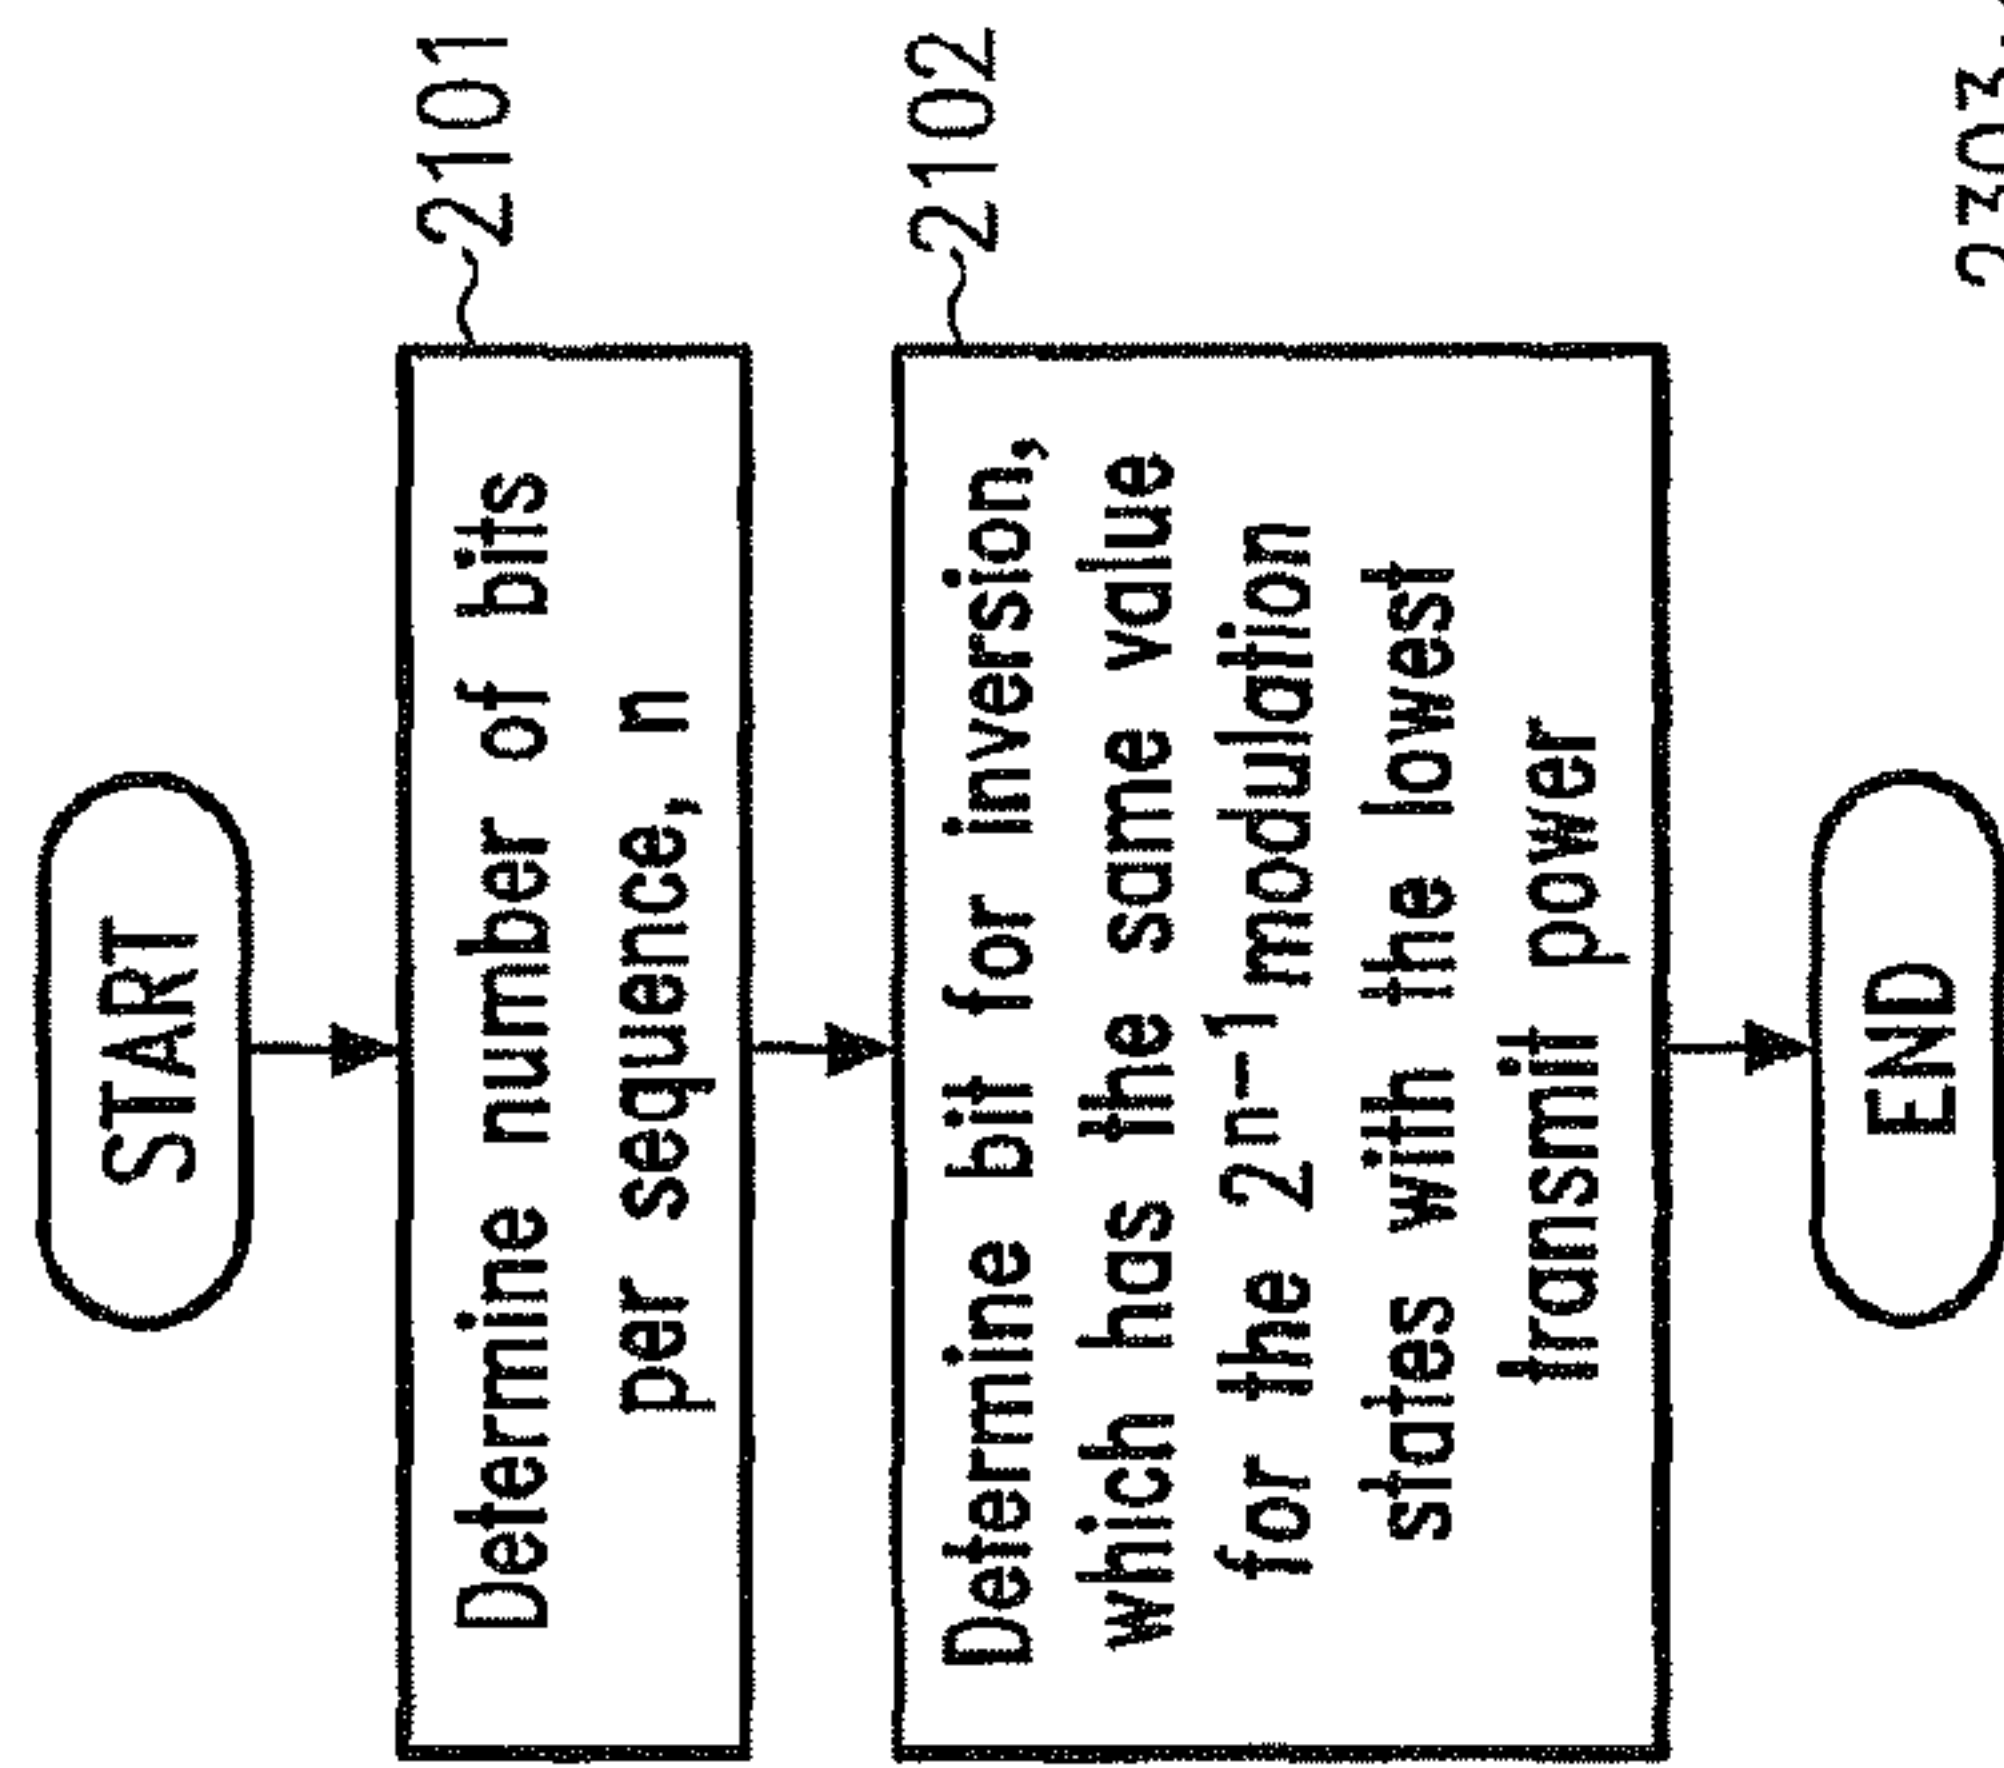 START
2101
Determine number of bits
per sequence, n
2102
Determine bit for inversion,
which has the same value
for the 2ⁿ⁻¹ modulation
states with the lowest
transmit power
END
2303